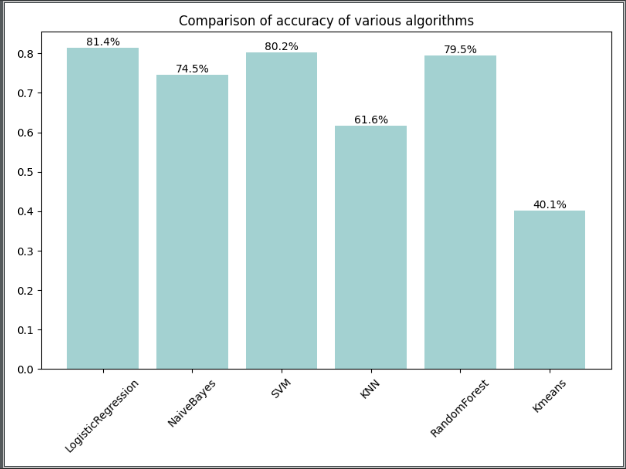 Comparison of accuracy of various algorithms
81.4%
74.5%
80.2%
61.6%
79.5%
40.1%
0.8
0.7
0.6
0.5
0.4
0.3
0.2
0.1
0.0
LogisticRegression
NaiveBayes
SVM
KNN
RandomForest
Kmeans